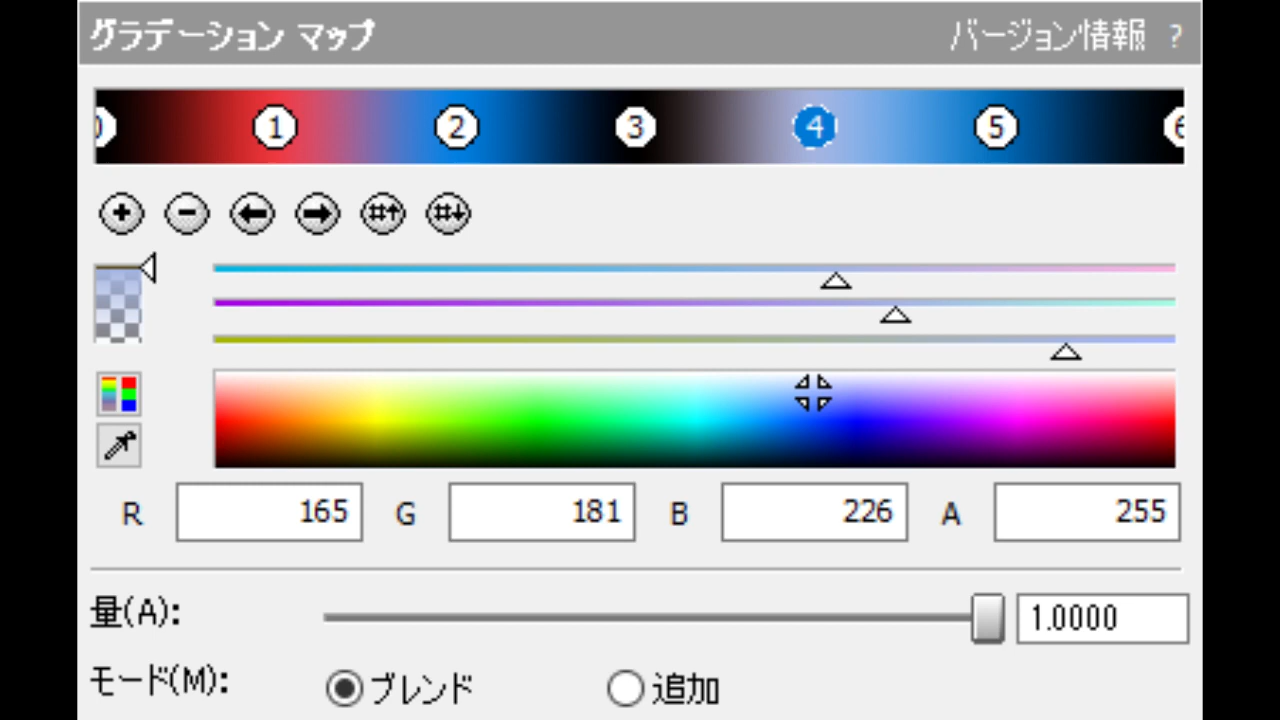 グラデーション マップ バージョン情報 ?
0 1 2 3 4 5 6
R 165 G 181 B 226 A 255
量(A): 1.0000
モード(M): ブレンド 追加